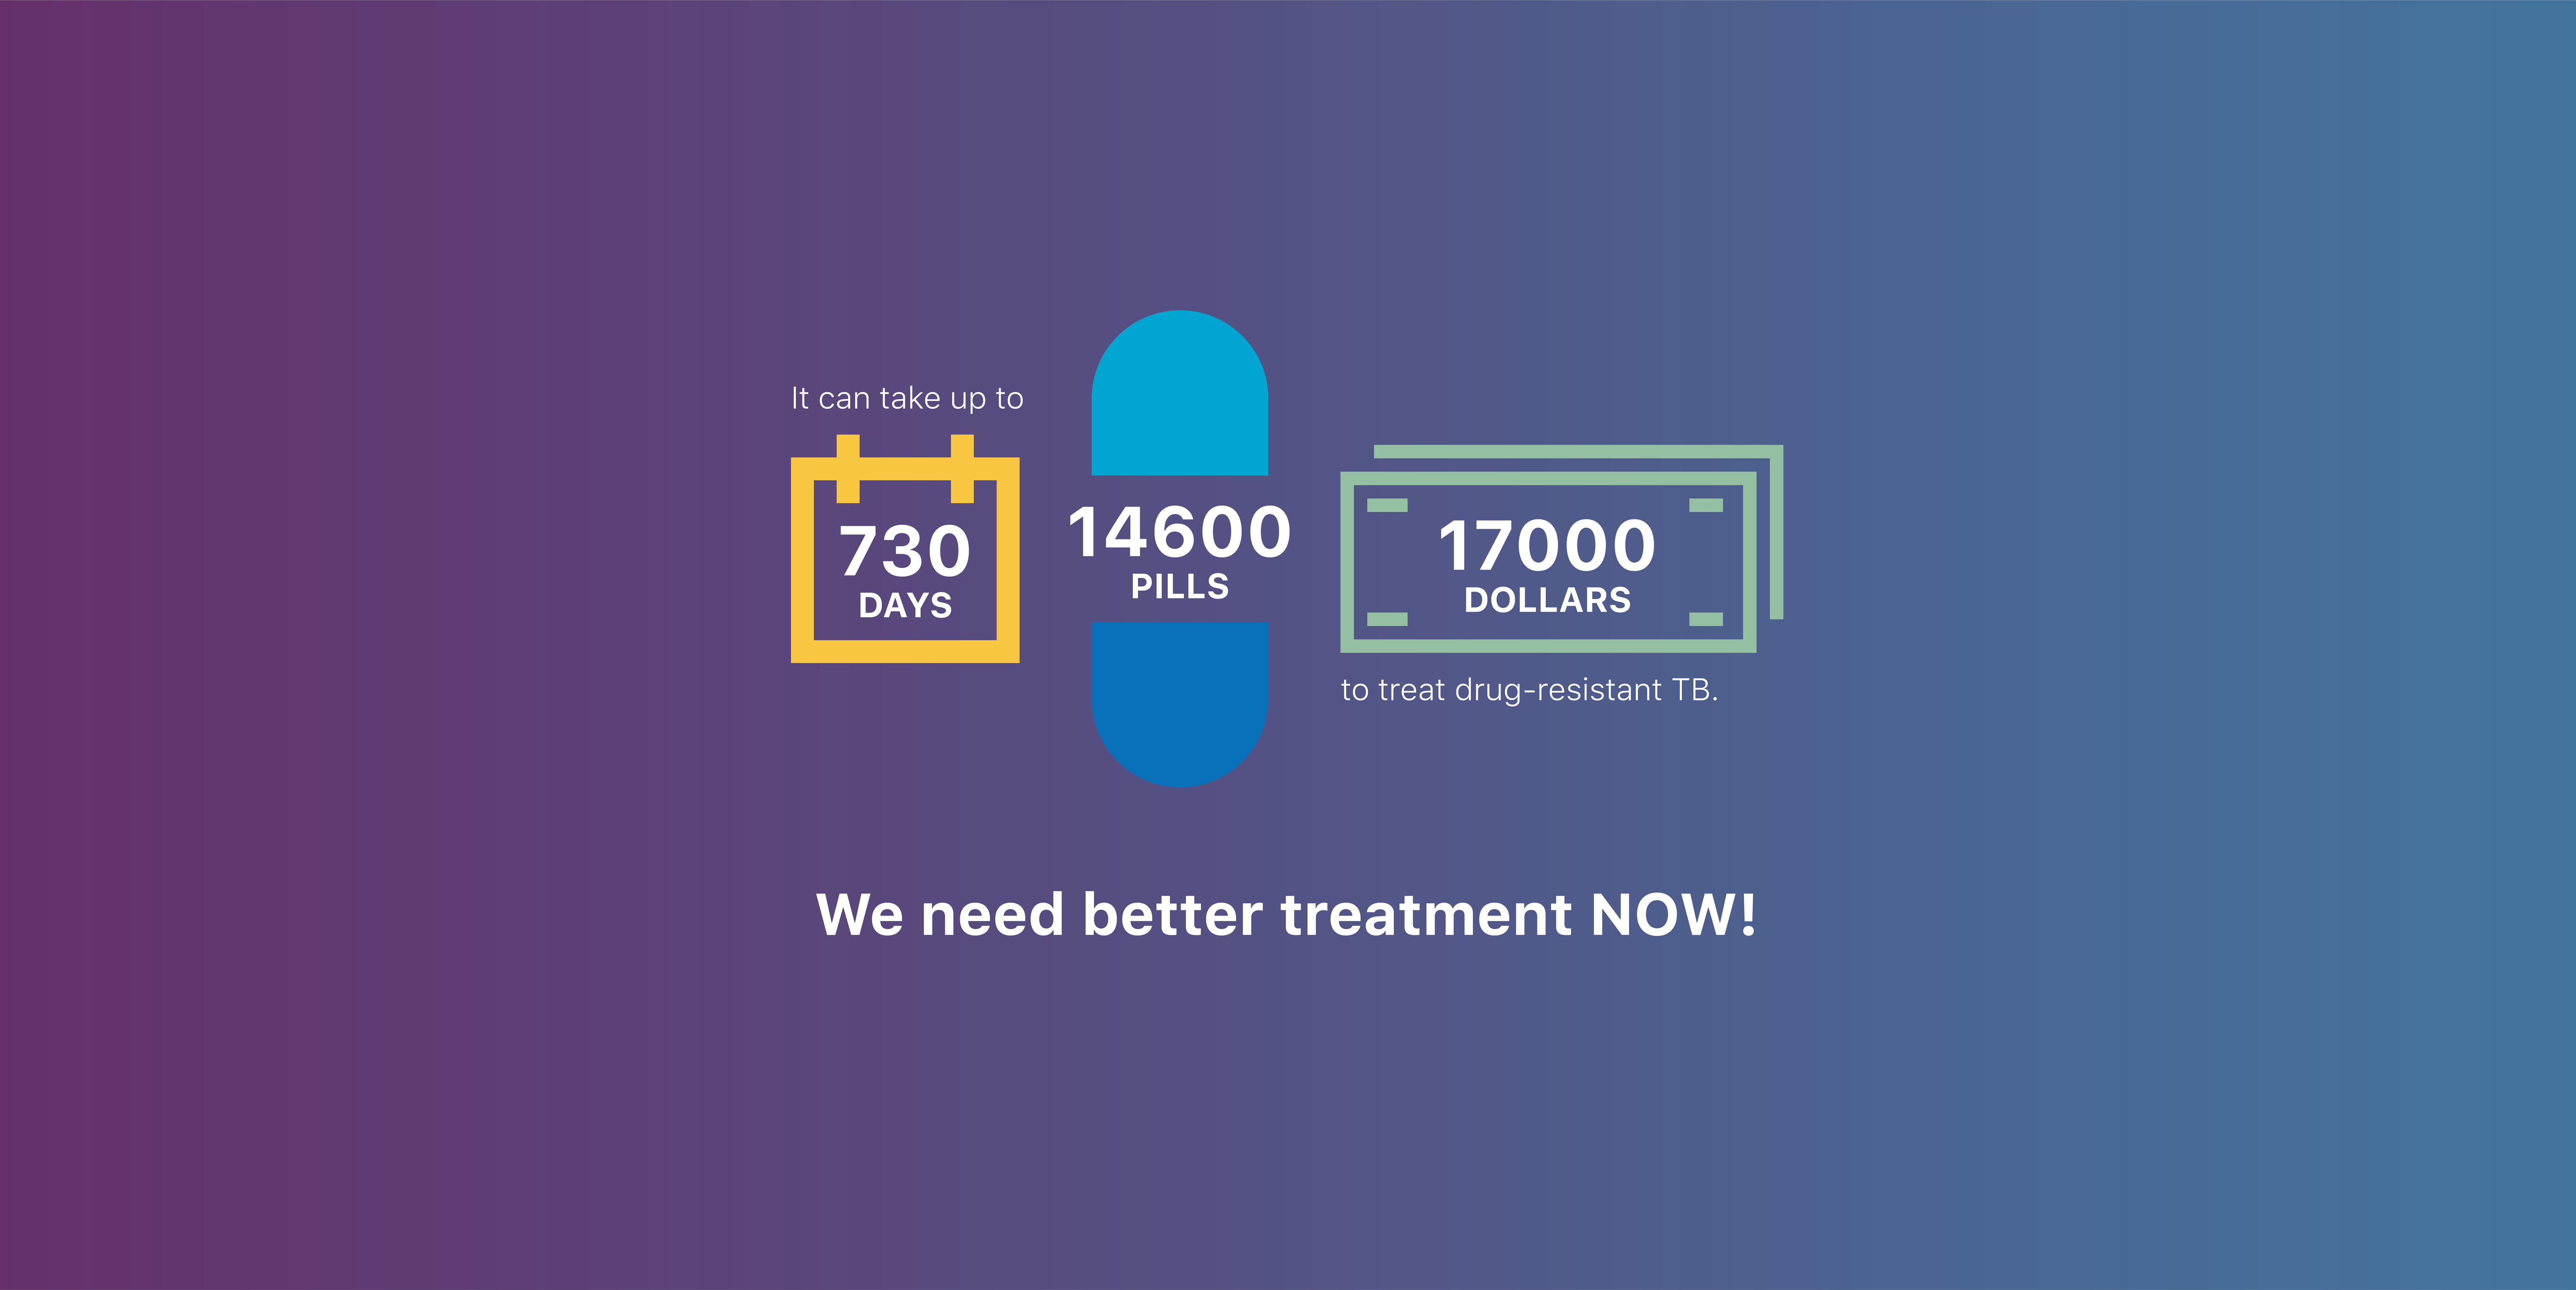 It can take up to
730
DAYS
14600
PILLS
17000
DOLLARS
to treat drug-resistant TB.
We need better treatment NOW!